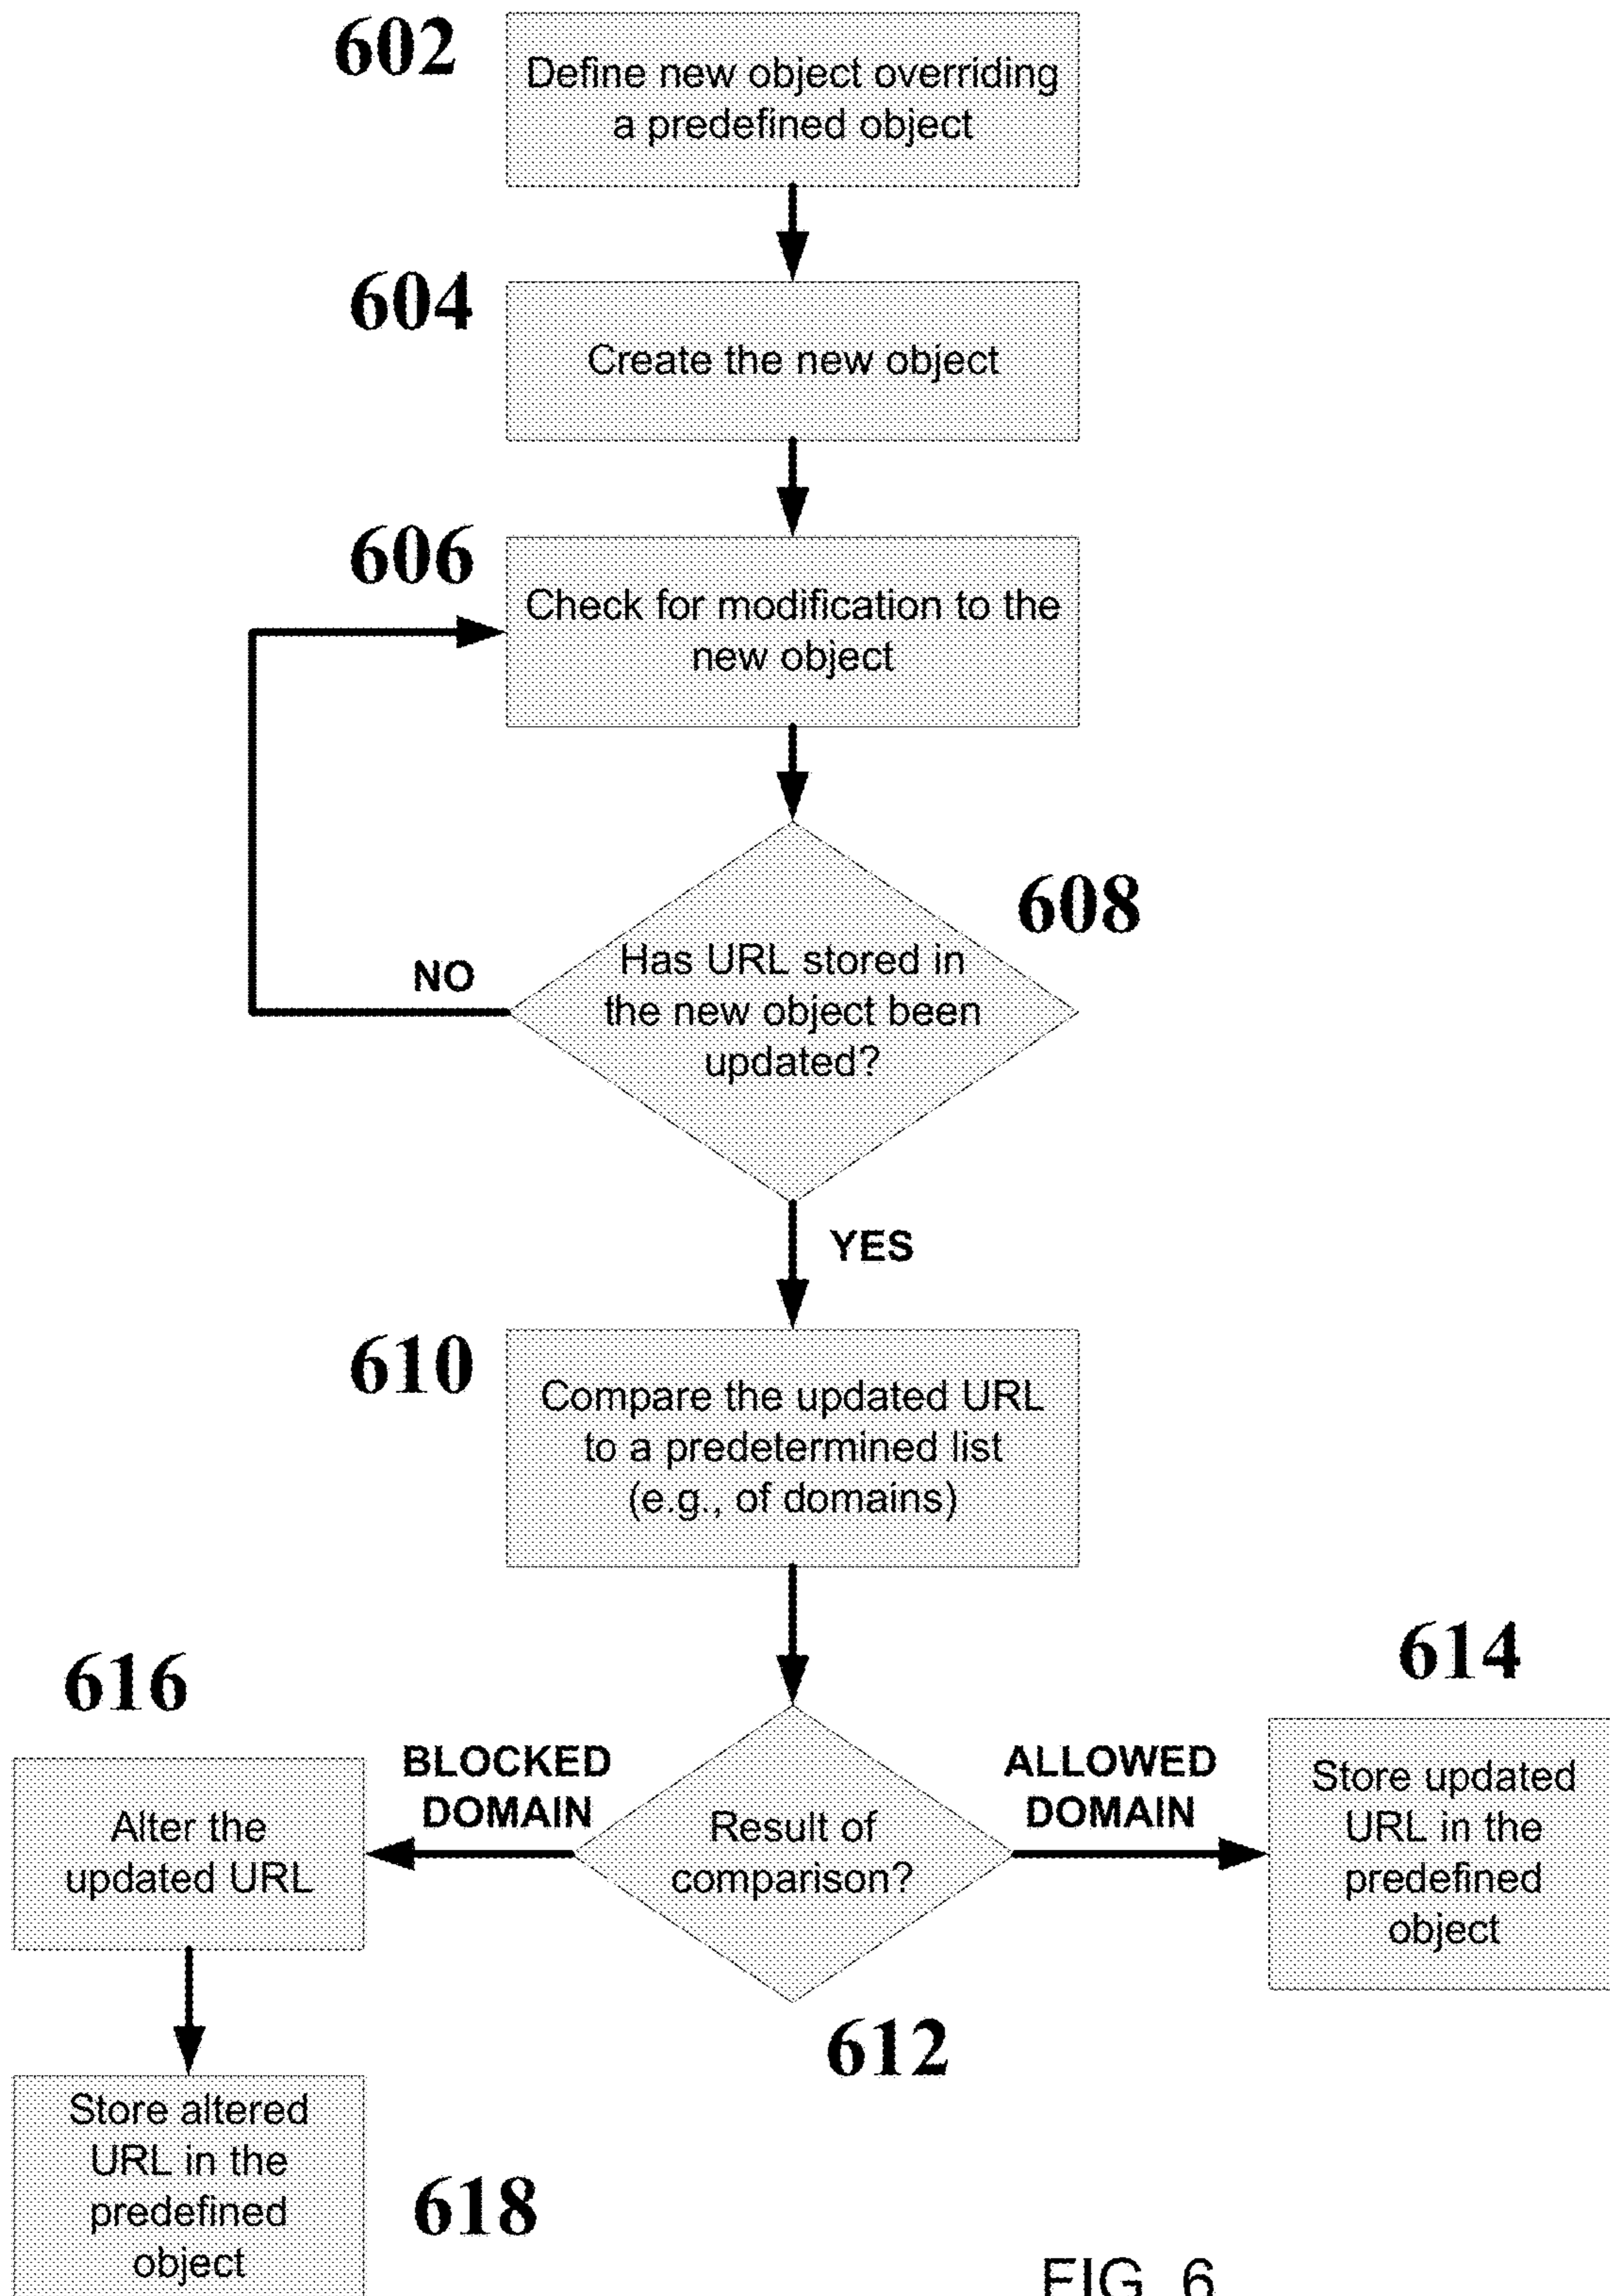 602
Define new object overriding
a predefined object
604
Create the new object
606
Check for modification to the
new object
608
Has URL stored in
the new object been
updated?
NO
YES
610
Compare the updated URL
to a predetermined list
(e.g., of domains)
616
614
BLOCKED
DOMAIN
ALLOWED
DOMAIN
Alter the
updated URL
Result of
comparison?
Store updated
URL in the
predefined
object
612
Store altered
URL in the
predefined
object
618
FIG. 6